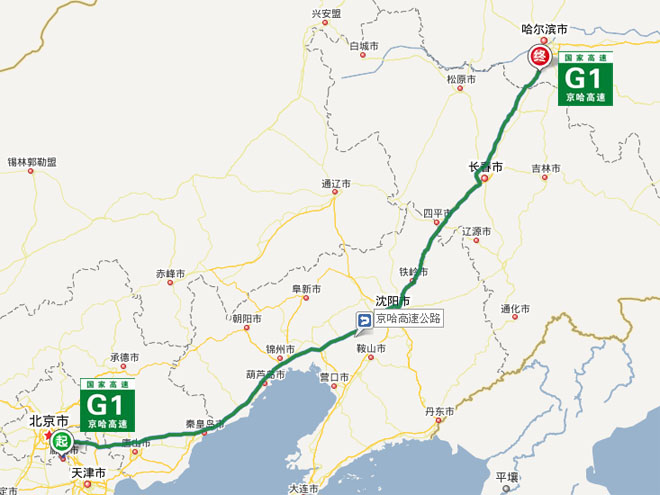 兴安盟
哈尔滨市
白城市
终
国家高速
G1
京哈高速
松原市
锡林郭勒盟
长春市
吉林市
通辽市
四平市
辽源市
赤峰市
铁岭市
阜新市
沈阳市
通化市
朝阳市
京哈高速公路
锦州市
鞍山市
承德市
葫芦岛市
营口市
国家高速
G1
京哈高速
丹东市
北京市
秦皇岛市
起
唐山市
天津市
平壤
定市
大连市